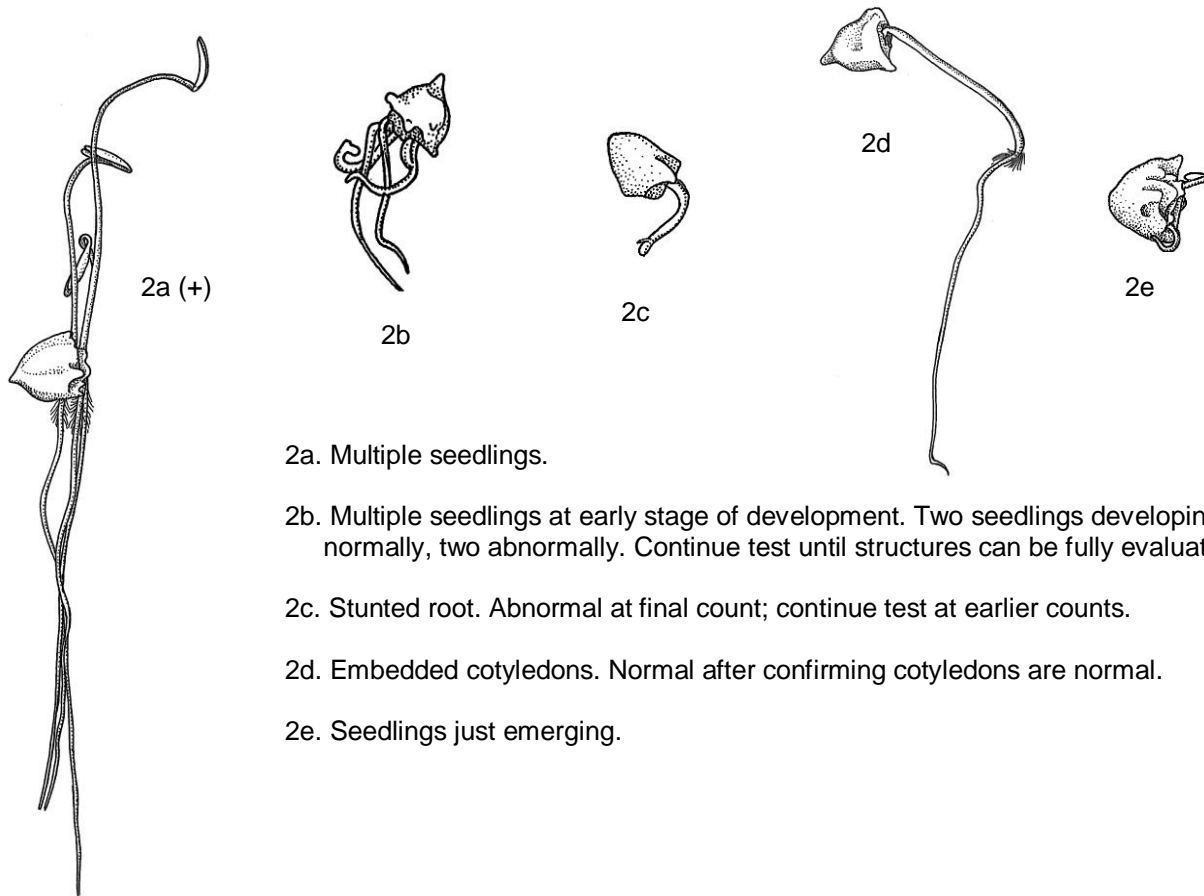 2d
2a (+)
2e
2c
2b
2a. Multiple seedlings.
2b. Multiple seedlings at early stage of development. Two seedlings developin
normally, two abnormally. Continue test until structures can be fully evaluat
2c. Stunted root. Abnormal at final count; continue test at earlier counts.
2d. Embedded cotyledons. Normal after confirming cotyledons are normal.
2e. Seedlings just emerging.